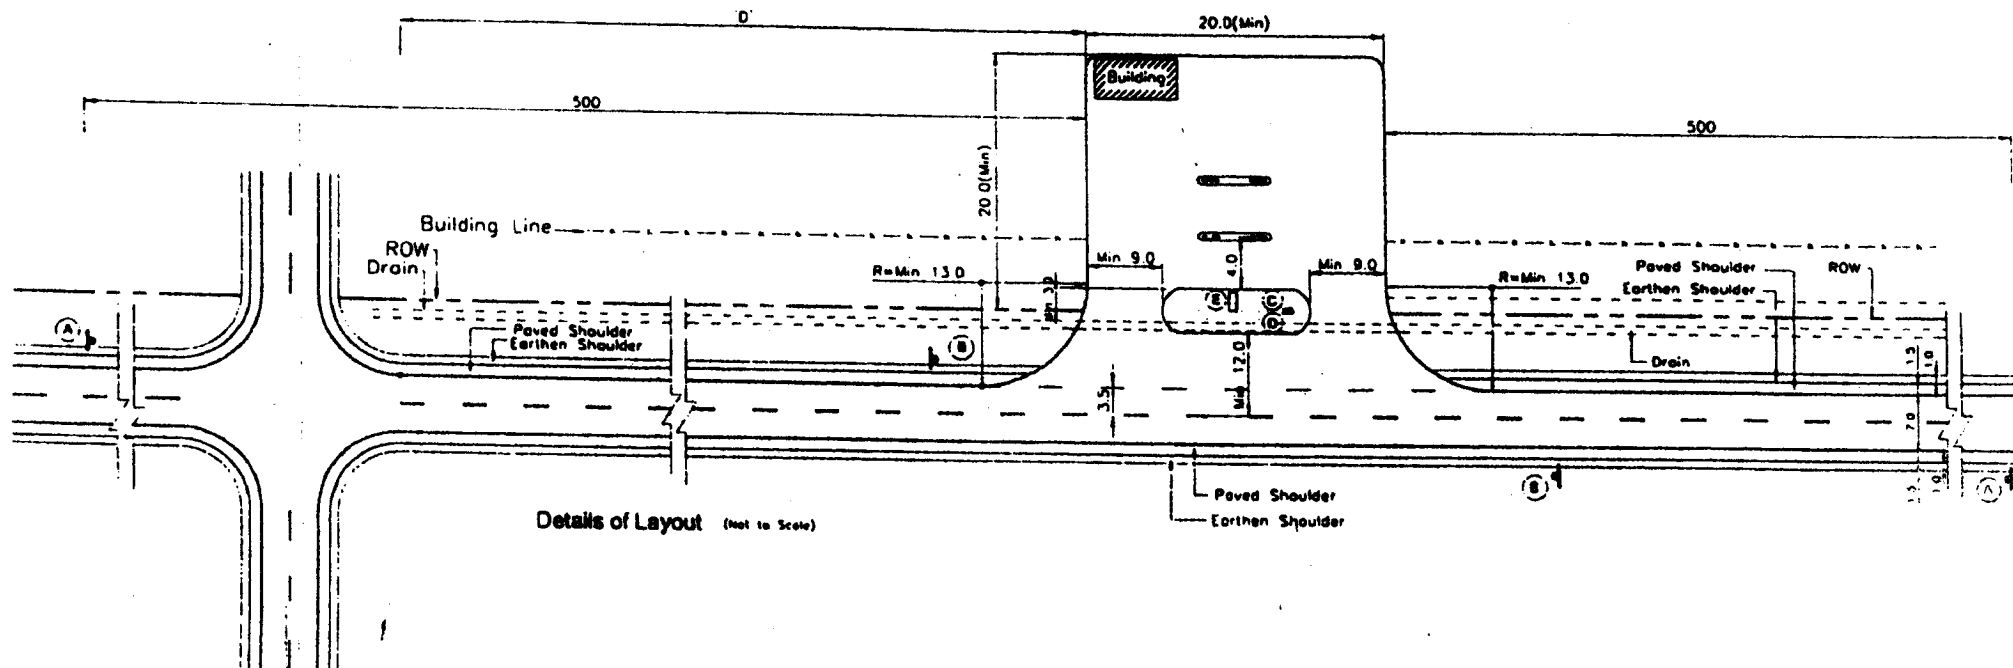 'D'
20.0(Min)
500
Building
500
20.0(Min)
Building Line
ROW
Drain
R=Min 13.0
Min 9.0
4.0
Min 9.0
R=Min 13.0
Paved Shoulder
Earthen Shoulder
ROW
Min 3.0
E
C
D
A
Paved Shoulder
Earthen Shoulder
B
Drain
1.5
1.0
3.5
Min 12.0
7.0
Paved Shoulder
Earthen Shoulder
B
1.5
1.0
A
Details of Layout (Not to Scale)